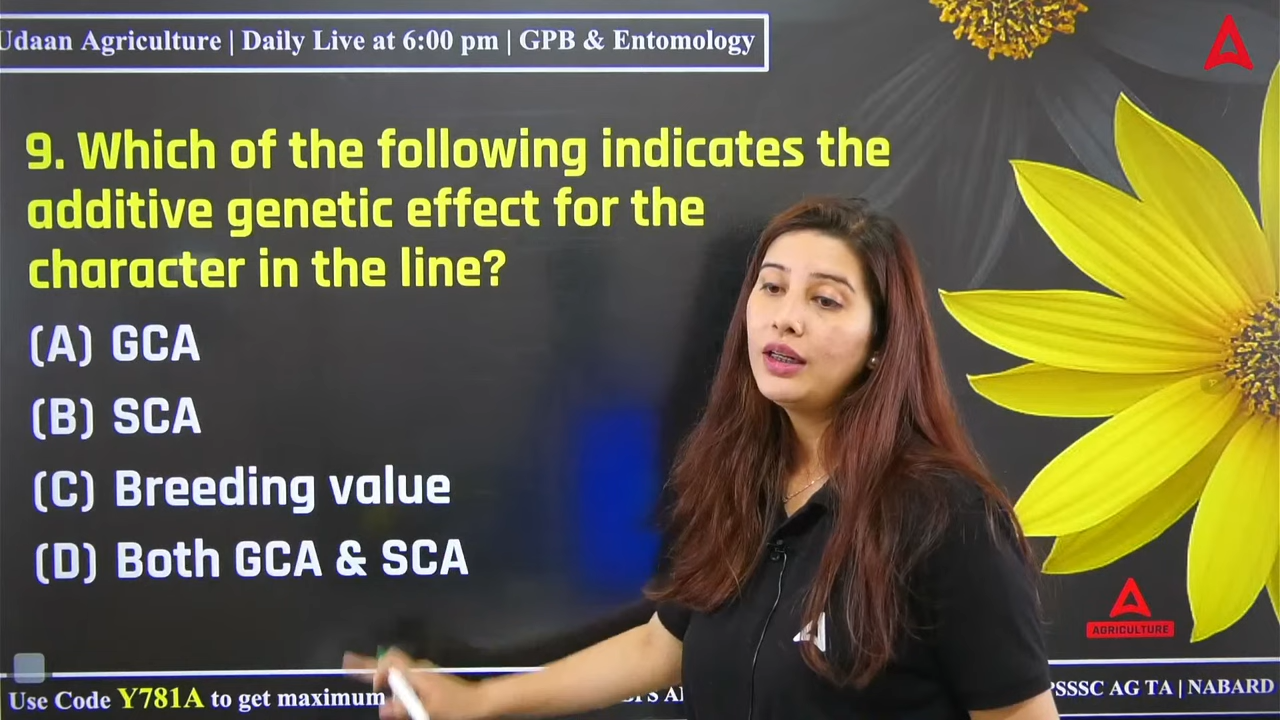 Udaan Agriculture | Daily Live at 6:00 pm | GPB & Entomology
9. Which of the following indicates the
additive genetic effect for the
character in the line?
(A) GCA
(B) SCA
(C) Breeding value
(D) Both GCA & SCA
AGRICULTURE
Use Code Y781A to get maximum AG TA | NABARD